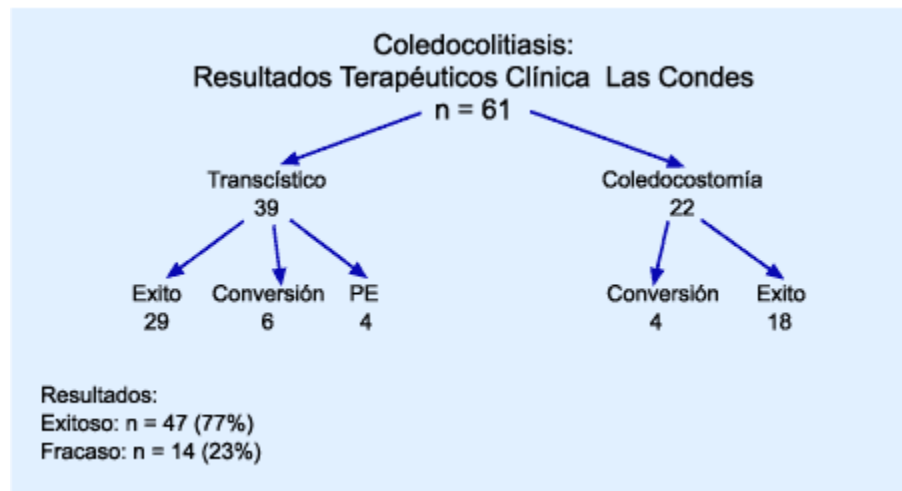 Coledocolitiasis:
Resultados Terapéuticos Clínica Las Condes
n = 61
Transcístico
39
Coledocostomía
22
Exito
29
Conversión
6
PE
4
Conversión
4
Exito
18
Resultados:
Exitoso: n = 47 (77%)
Fracaso: n = 14 (23%)